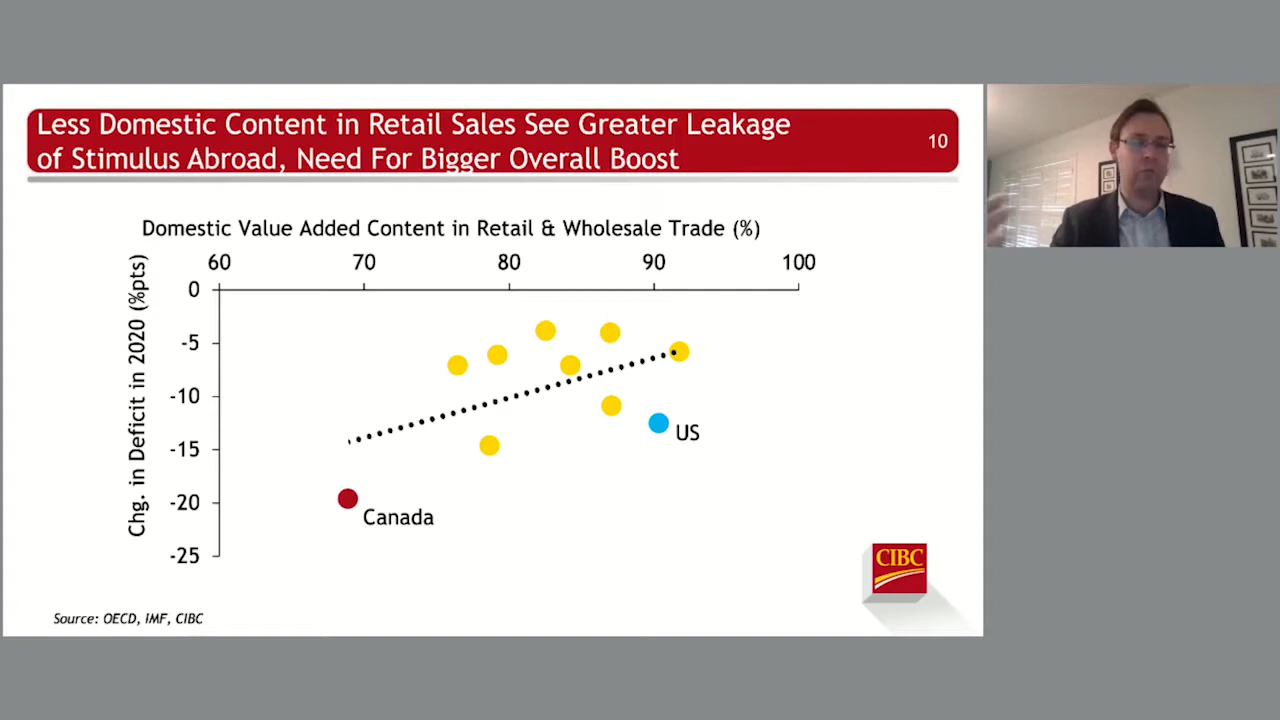 Less Domestic Content in Retail Sales See Greater Leakage
of Stimulus Abroad, Need For Bigger Overall Boost
10
Domestic Value Added Content in Retail & Wholesale Trade (%)
60 70 80 90 100
Chg. in Deficit in 2020 (%pts)
0
-5
-10
-15
-20
-25
US
Canada
CIBC
Source: OECD, IMF, CIBC